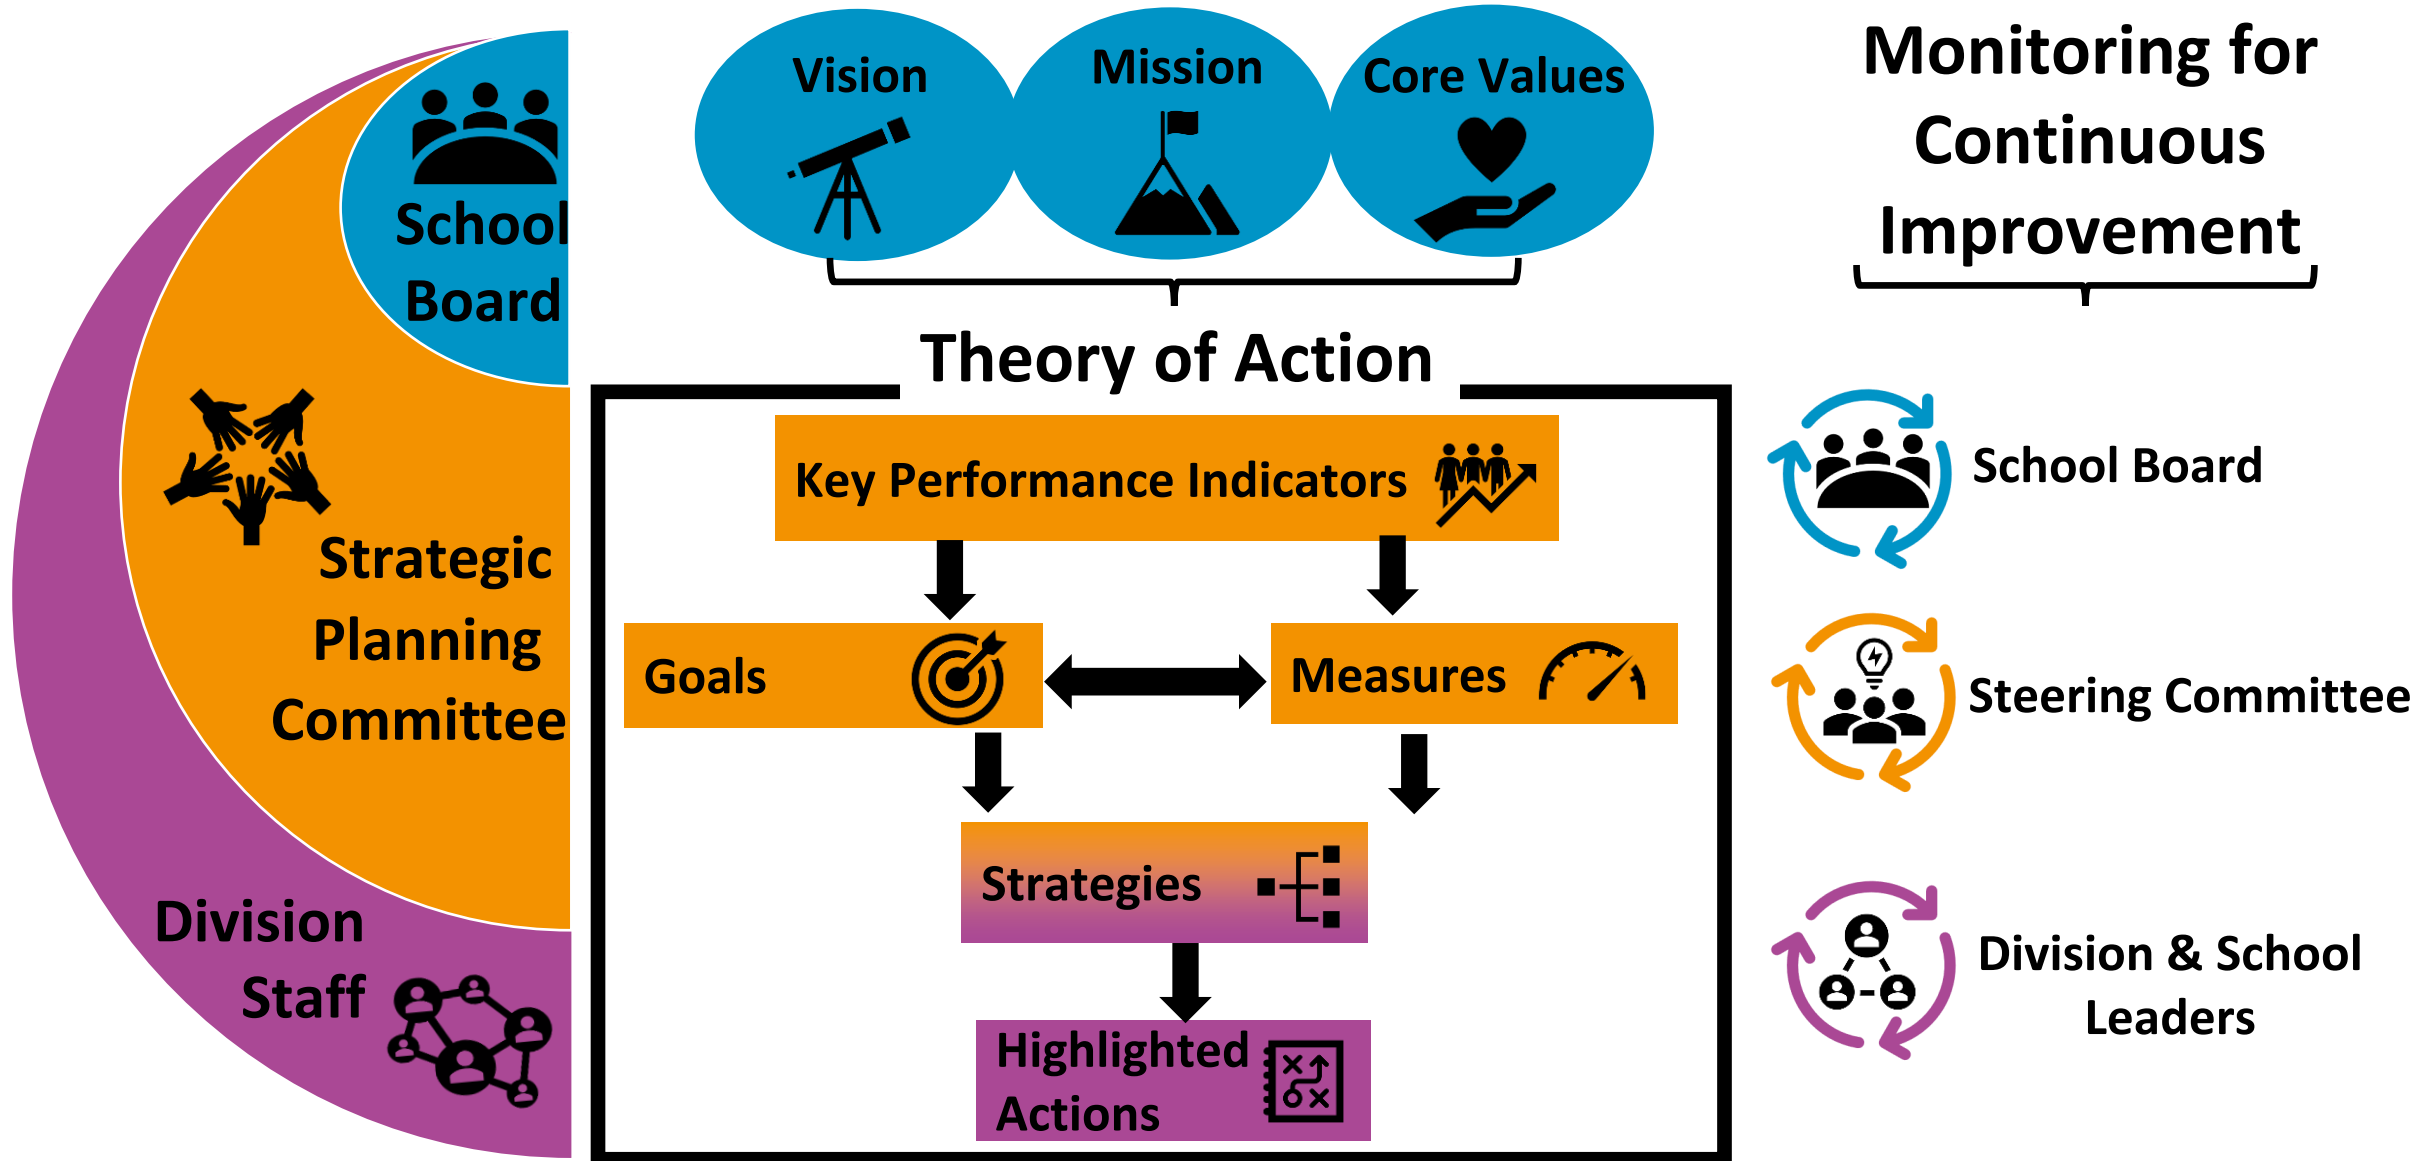 School
Board
Strategic
Planning
Committee
Division
Staff
Vision
Mission
Core Values
Theory of Action
Key Performance Indicators
Goals
Measures
Strategies
Highlighted
Actions
Monitoring for
Continuous
Improvement
School Board
Steering Committee
Division & School
Leaders